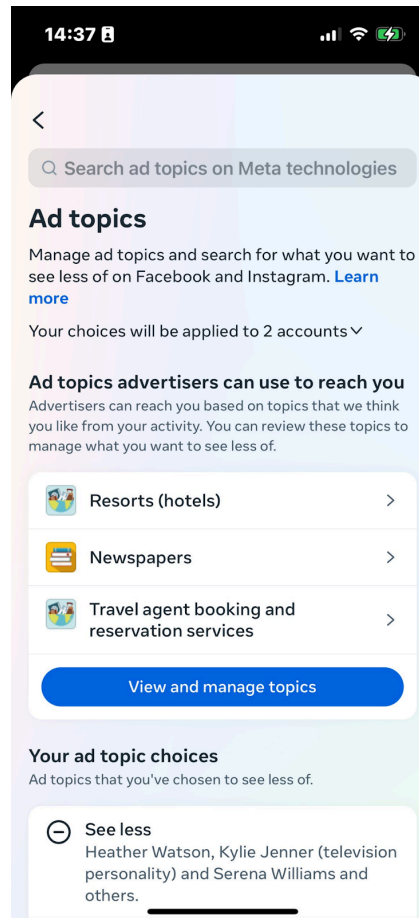 14:37
Search ad topics on Meta technologies
Ad topics
Manage ad topics and search for what you want to
see less of on Facebook and Instagram. Learn
more
Your choices will be applied to 2 accounts
Ad topics advertisers can use to reach you
Advertisers can reach you based on topics that we think
you like from your activity. You can review these topics to
manage what you want to see less of.
Resorts (hotels)
Newspapers
Travel agent booking and
reservation services
View and manage topics
Your ad topic choices
Ad topics that you've chosen to see less of.
See less
Heather Watson, Kylie Jenner (television
personality) and Serena Williams and
others.